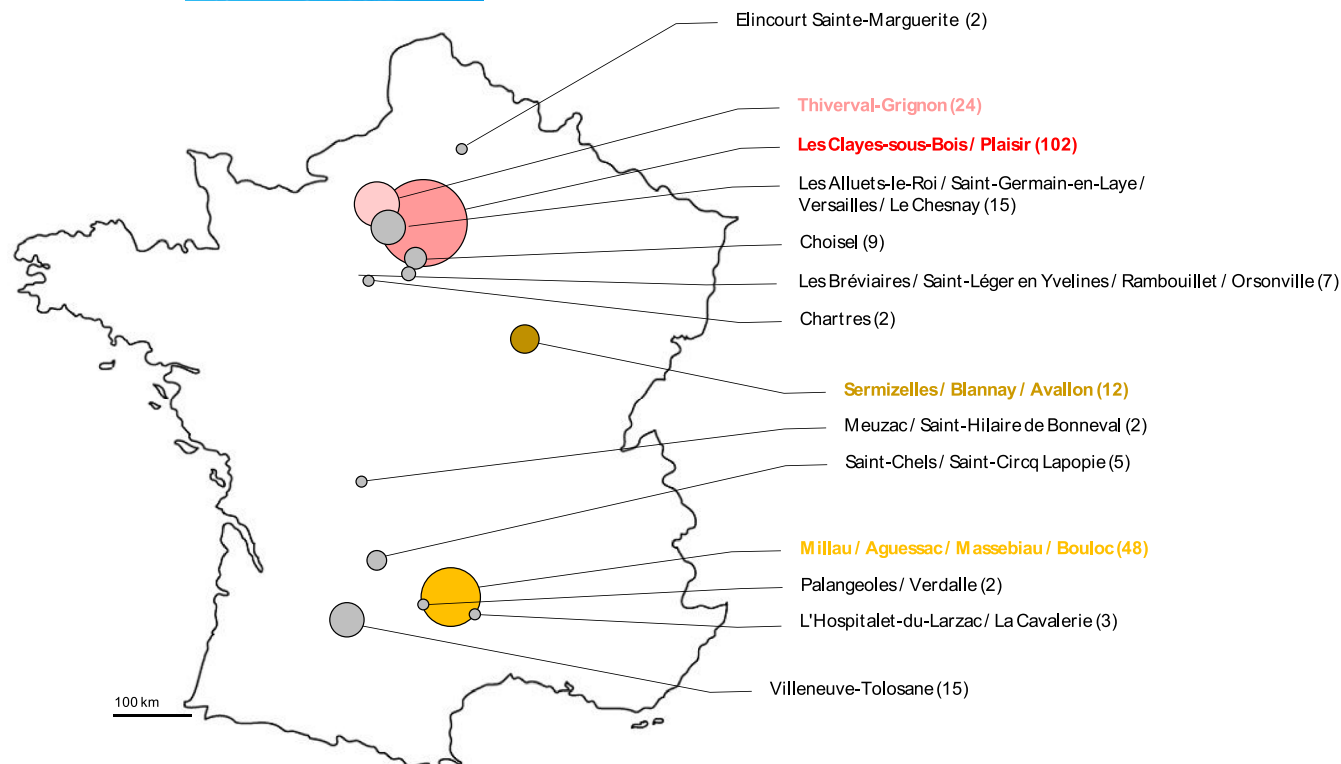 Elincourt Sainte-Marguerite (2)
Thiverval-Grignon (24)
Les Clayes-sous-Bois / Plaisir (102)
Les Alluets-le-Roi / Saint-Germain-en-Laye /
Versailles / Le Chesnay (15)
Choisel (9)
Les Bréviaires / Saint-Léger en Yvelines / Rambouillet / Orsonville (7)
Chartres (2)
Sermizelles / Blannay / Avallon (12)
Meuzac / Saint-Hilaire de Bonneval (2)
Saint-Chels / Saint-Circq Lapopie (5)
Millau / Aguessac / Massebiau / Bouloc (48)
Palangeoles / Verdalle (2)
L'Hospitalet-du-Larzac / La Cavalerie (3)
Villeneuve-Tolosane (15)
100 km